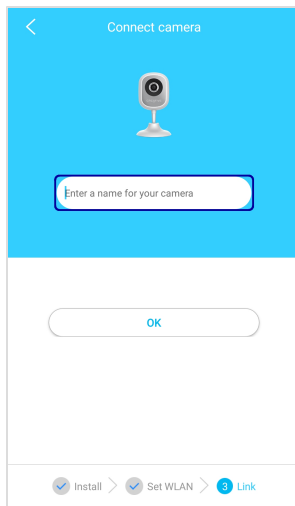 Connect camera
Enter a name for your camera
OK
Install
Set WLAN
3 Link